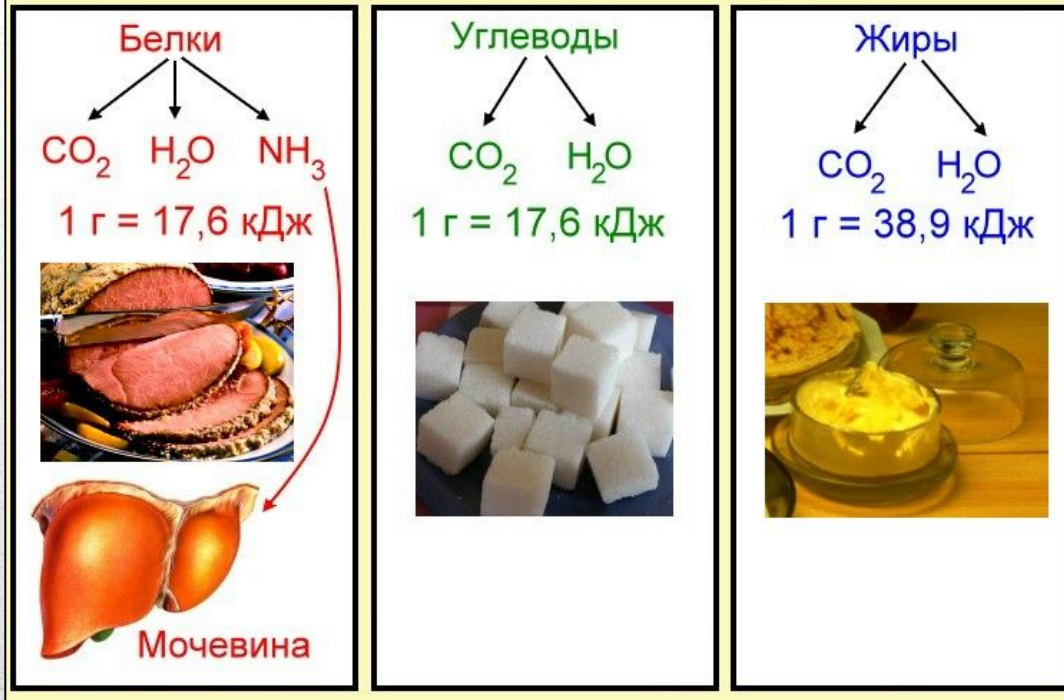 Белки
CO2 H2O NH3
1 г = 17,6 кДж
Мочевина
Углеводы
CO2 H2O
1 г = 17,6 кДж
Жиры
CO2 H2O
1 г = 38,9 кДж